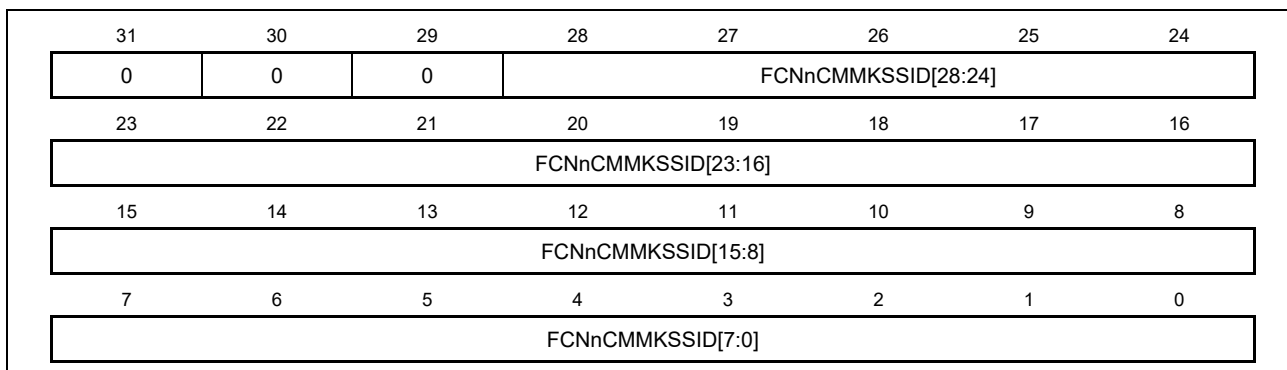 31 30 29 28 27 26 25 24
0 0 0 FCNnCMMKSSID[28:24]
23 22 21 20 19 18 17 16
FCNnCMMKSSID[23:16]
15 14 13 12 11 10 9 8
FCNnCMMKSSID[15:8]
7 6 5 4 3 2 1 0
FCNnCMMKSSID[7:0]